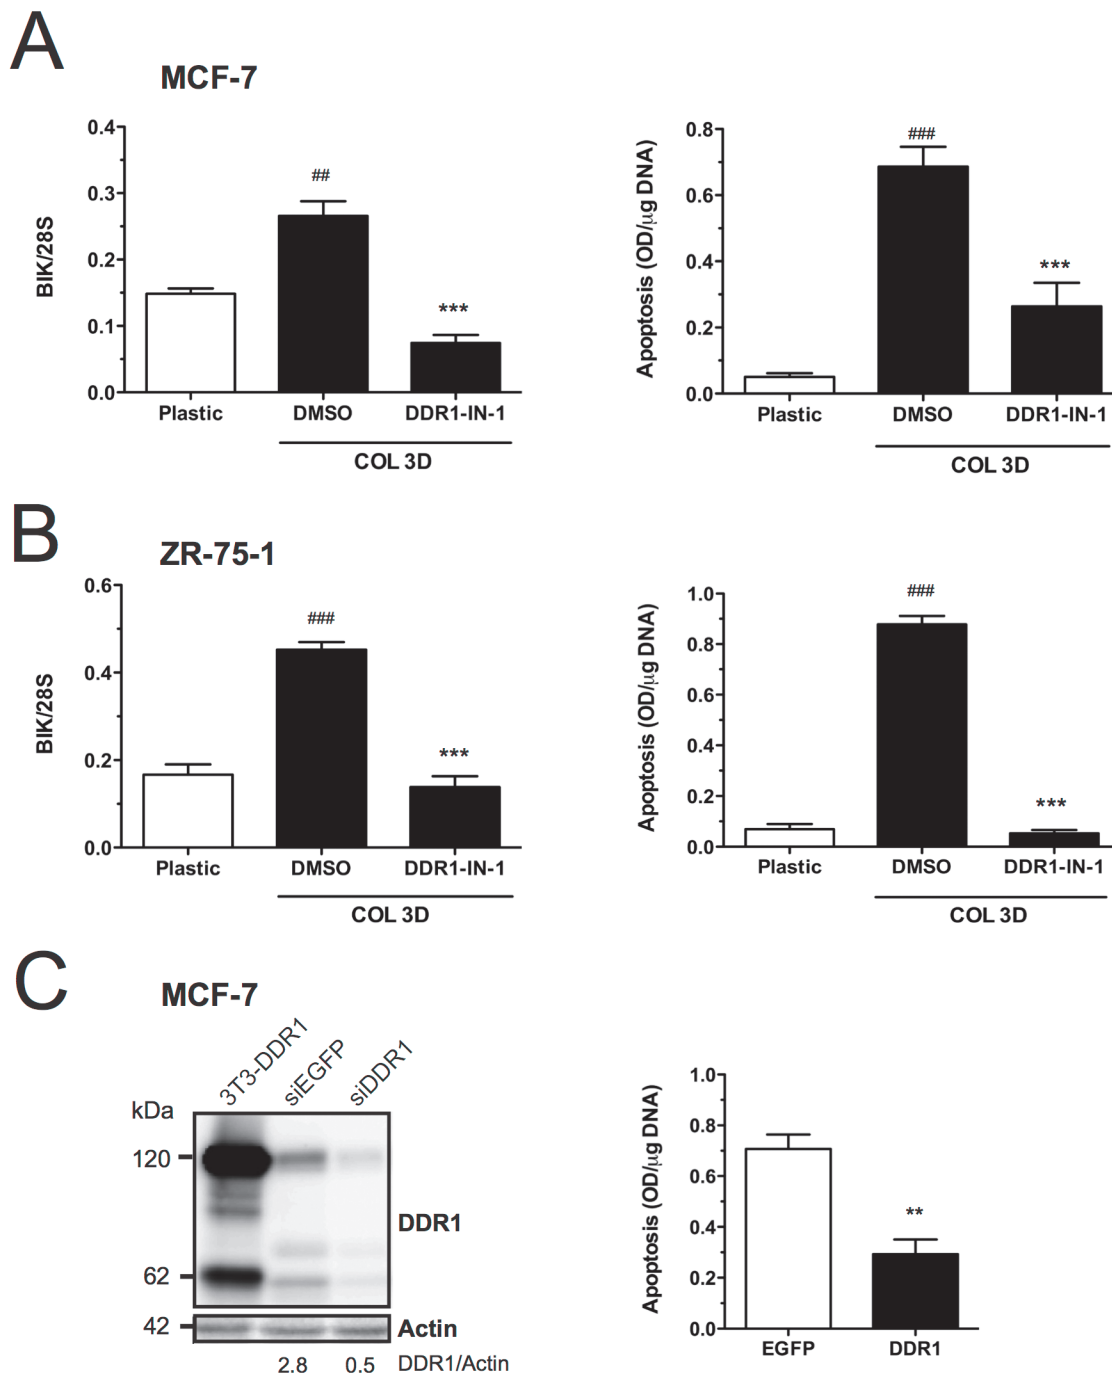 A
MCF-7
0.4
0.3
0.2
0.1
0.0
BIK/28S
##
***
Plastic DMSO DDR1-IN-1
COL 3D
0.8
0.6
0.4
0.2
0.0
Apoptosis (OD/µg DNA)
###
***
Plastic DMSO DDR1-IN-1
COL 3D
B
ZR-75-1
0.6
0.4
0.2
0.0
BIK/28S
###
***
Plastic DMSO DDR1-IN-1
COL 3D
1.0
0.8
0.6
0.4
0.2
0.0
Apoptosis (OD/µg DNA)
###
***
Plastic DMSO DDR1-IN-1
COL 3D
C
MCF-7
3T3-DDR1 siEGFP siDDR1
kDa
120
DDR1
62
42 Actin
2.8 0.5 DDR1/Actin
1.0
0.8
0.6
0.4
0.2
0.0
Apoptosis (OD/µg DNA)
**
EGFP DDR1